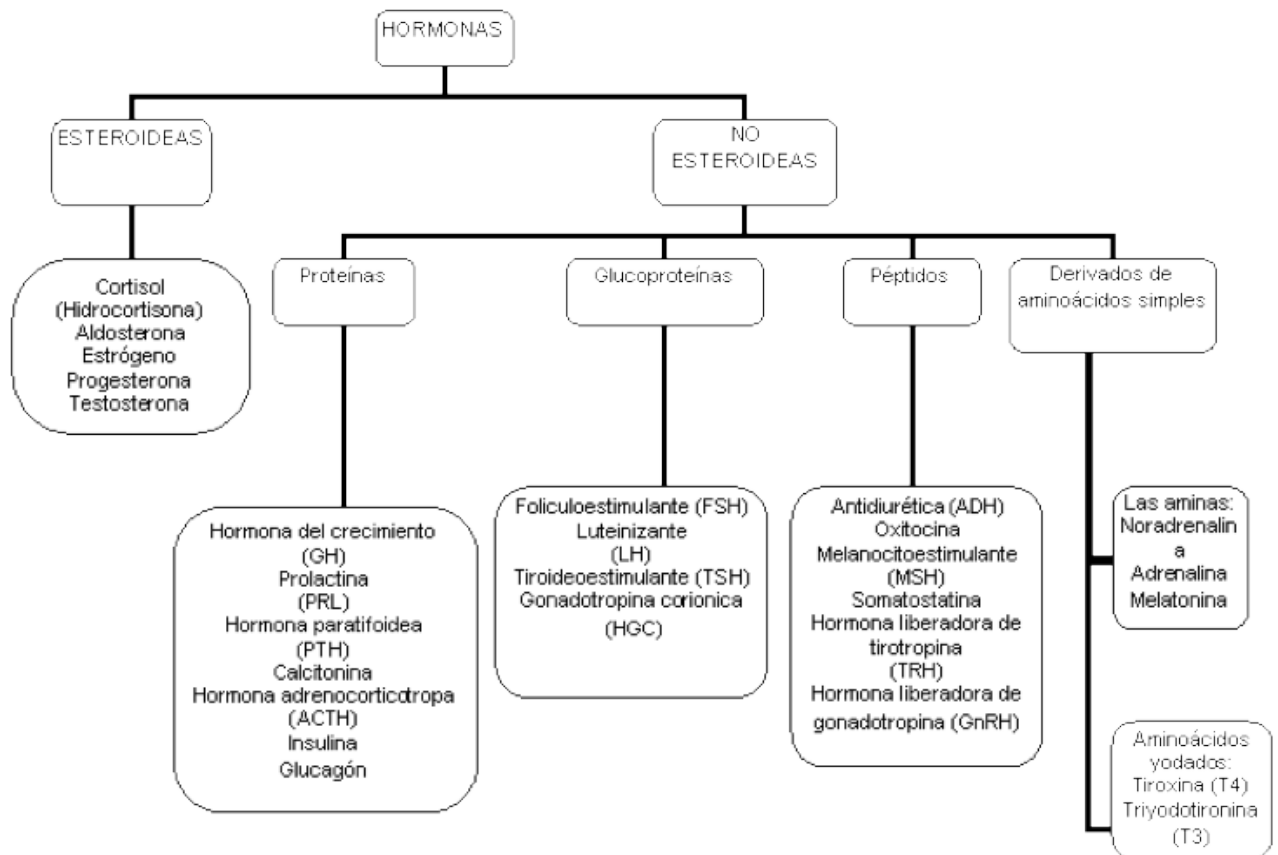 HORMONAS
ESTEROIDEAS
NO
ESTEROIDEAS
Cortisol
(Hidrocortisona)
Aldosterona
Estrógeno
Progesterona
Testosterona
Proteínas
Glucoproteínas
Péptidos
Derivados de
aminoácidos simples
Hormona del crecimiento
(GH)
Prolactina
(PRL)
Hormona paratifoidea
(PTH)
Calcitonina
Hormona adrenocorticotropa
(ACTH)
Insulina
Glucagón
Foliculoestimulante (FSH)
Luteinizante
(LH)
Tiroideoestimulante (TSH)
Gonadotropina corionica
(HGC)
Antidiurética (ADH)
Oxitocina
Melanocitoestimulante
(MSH)
Somatostatina
Hormona liberadora de
tirotropina
(TRH)
Hormona liberadora de
gonadotropina (GnRH)
Las aminas:
Noradrenalin
a
Adrenalina
Melatonina
Aminoácidos
yodados:
Tiroxina (T4)
Triyodotironina
(T3)